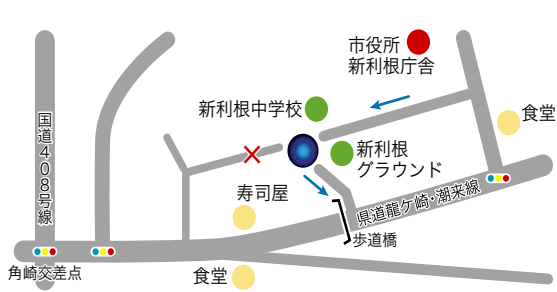 市役所
新利根庁舎
食堂
新利根中学校
国道408号線
新利根
グラウンド
寿司屋
県道龍ケ崎・潮来線
歩道橋
角崎交差点
食堂